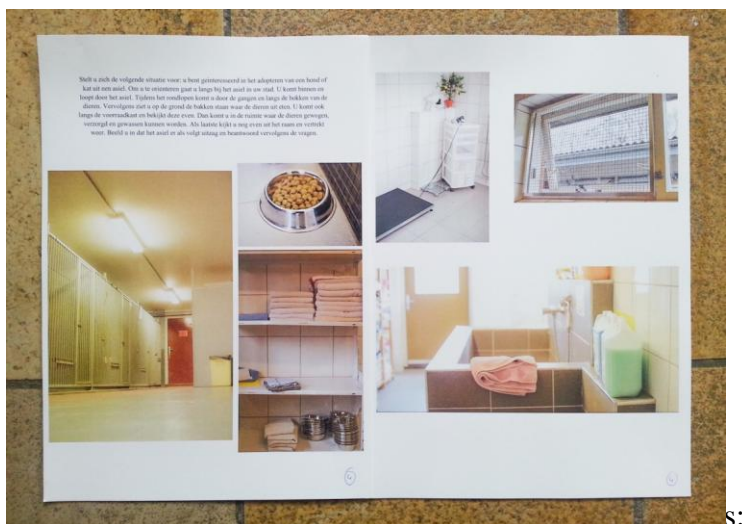 Stelt u zich de volgende situatie voor: u bent geïnteresseerd in het adopteren van een hond of
kat uit een asiel. Om u te orienteren gaat u langs bij het asiel in uw stad. U komt binnen en
loopt door het asiel. Tijdens het rondlopen komt u door de gangen en langs de hokken van de
dieren. Vervolgens ziet u op de grond de bakken staan waar de dieren uit eten. U komt ook
langs de voorraadkast en bekijkt deze even. Dan komt u in de ruimte waar de dieren gewogen,
verzorgd en gewassen kunnen worden. Als laatste kijkt u nog even uit het raam en vertrekt
weer. Beeld u in dat het asiel er als volgt uitzag en beantwoord vervolgens de vragen.
s: